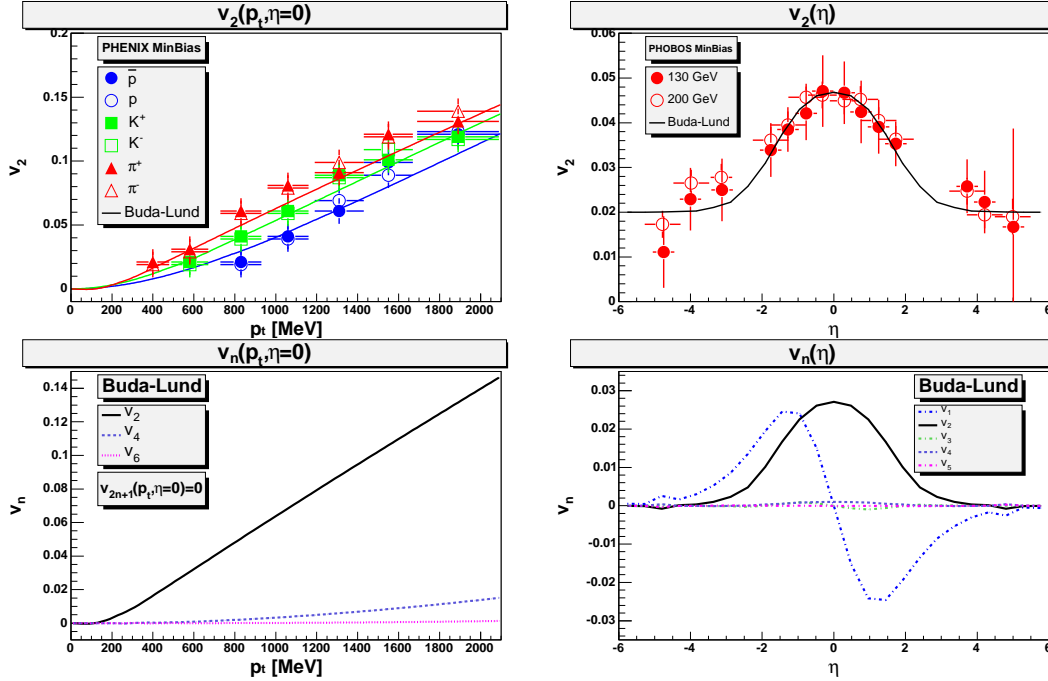 v2(pt,η=0)
0.2
0.15
0.1
0.05
0
v2
PHENIX MinBias
p̅
p
K+
K-
π+
π-
Buda-Lund
0 200 400 600 800 1000 1200 1400 1600 1800 2000
pt [MeV]
v2(η)
0.06
0.05
0.04
0.03
0.02
0.01
0
v2
PHOBOS MinBias
130 GeV
200 GeV
Buda-Lund
-6 -4 -2 0 2 4 6
η
vn(pt,η=0)
0.14
0.12
0.1
0.08
0.06
0.04
0.02
0
vn
Buda-Lund
v2
v4
v6
v2n+1(pt,η=0)=0
0 200 400 600 800 1000 1200 1400 1600 1800 2000
pt [MeV]
vn(η)
0.03
0.02
0.01
0
-0.01
-0.02
-0.03
vn
Buda-Lund
v1
v2
v3
v4
v5
-6 -4 -2 0 2 4 6
η